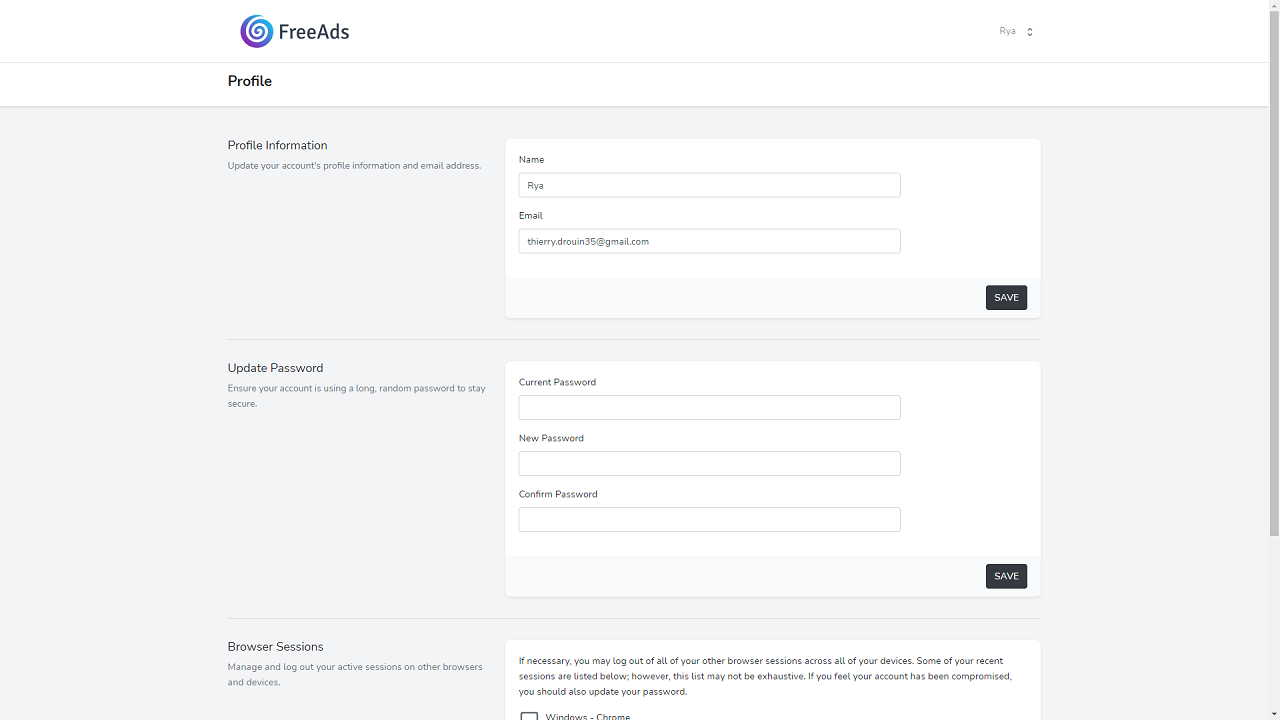 FreeAds
Rya
Profile
Profile Information
Update your account's profile information and email address.
Name
Rya
Email
thierry.drouin35@gmail.com
SAVE
Update Password
Ensure your account is using a long, random password to stay
secure.
Current Password
New Password
Confirm Password
SAVE
Browser Sessions
Manage and log out your active sessions on other browsers
and devices.
If necessary, you may log out of all of your other browser sessions across all of your devices. Some of your recent
sessions are listed below; however, this list may not be exhaustive. If you feel your account has been compromised,
you should also update your password.
Windows - Chrome